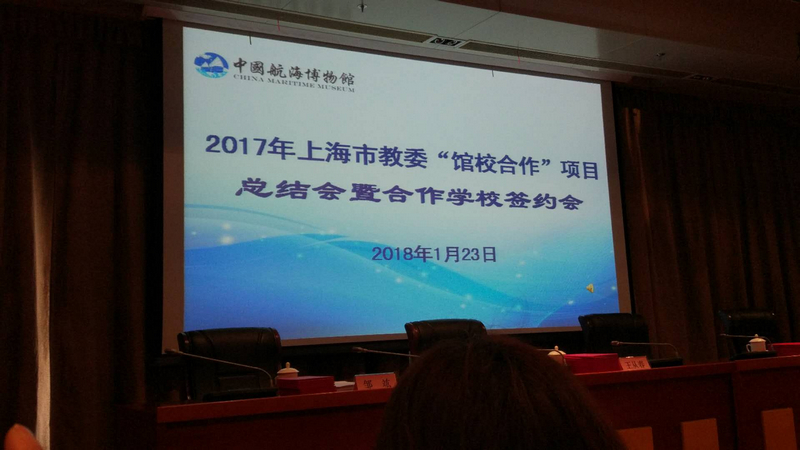 中國航海博物館
CHINA MARITIME MUSEUM
2017年上海市教委“馆校合作”项目
总结会暨合作学校签约会
2018年1月23日